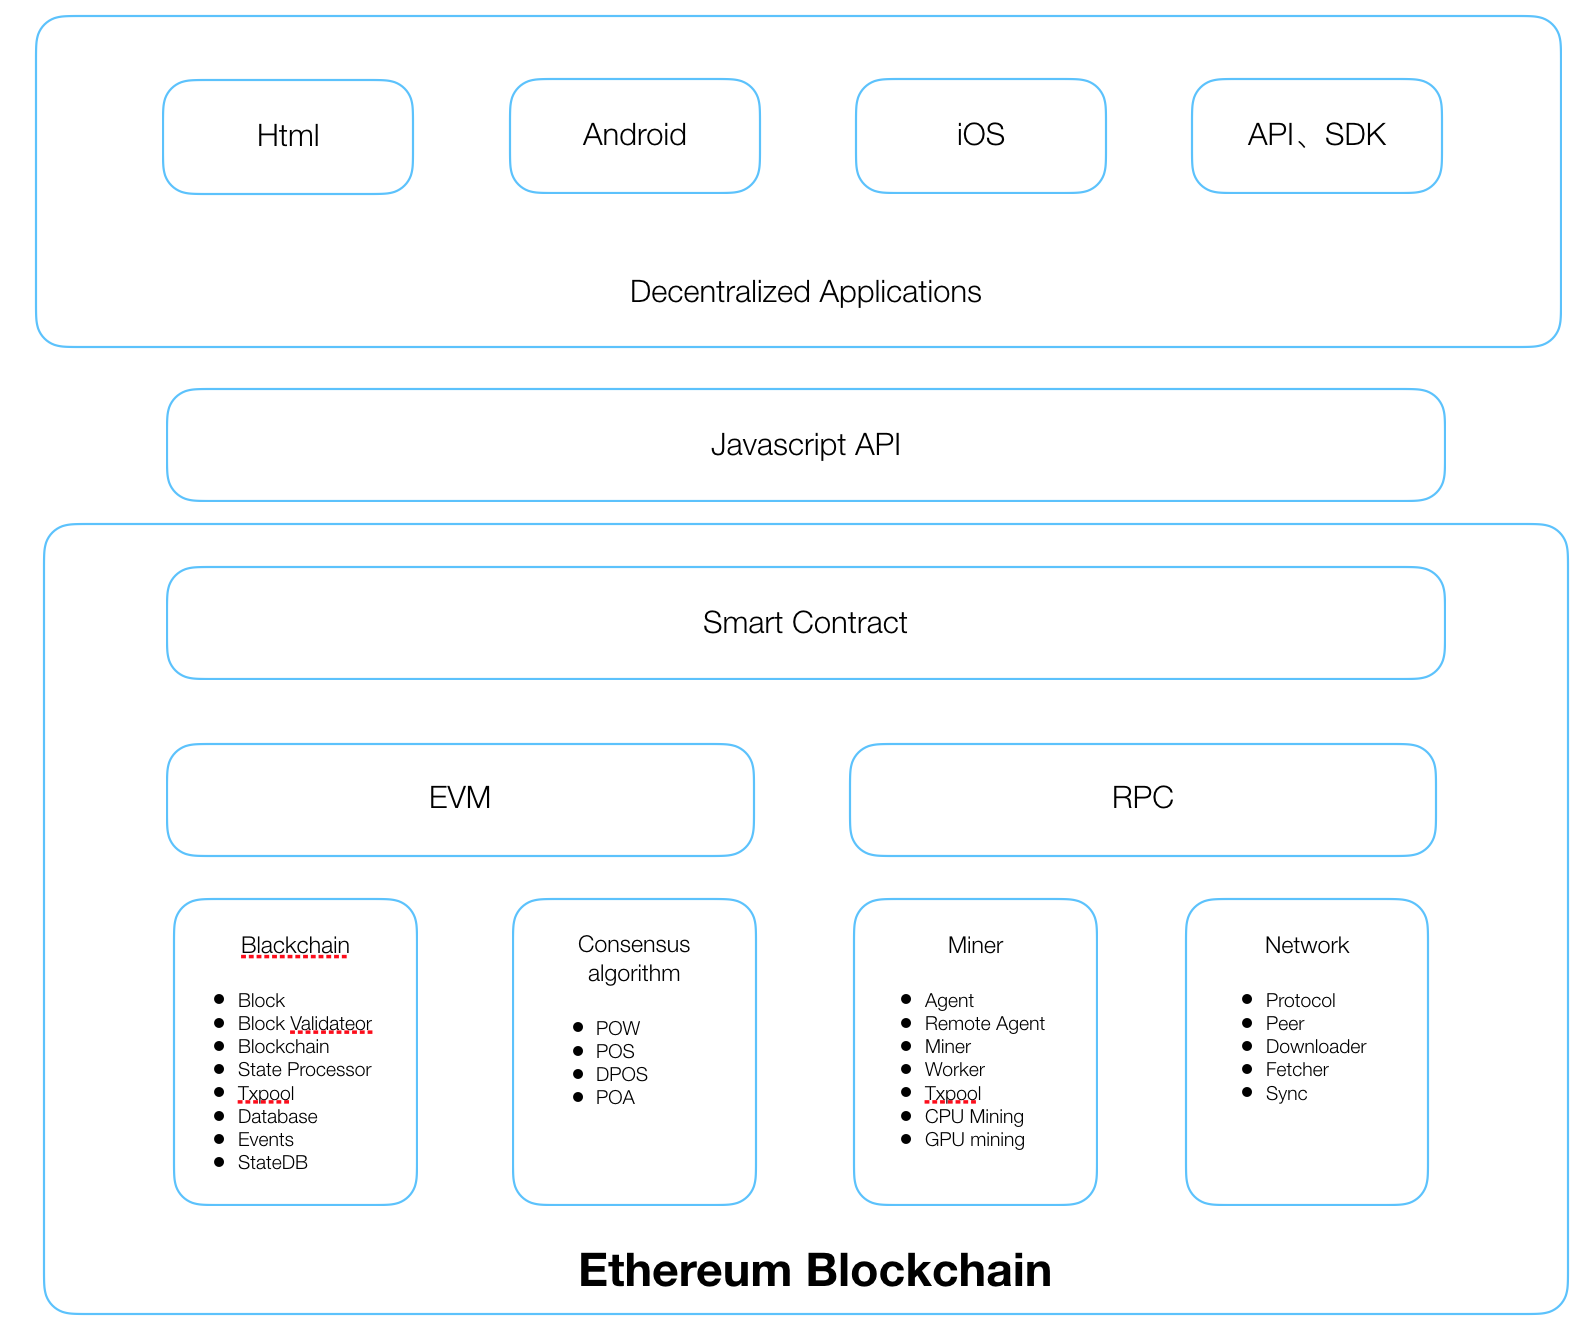 Html
Android
iOS
API、SDK
Decentralized Applications
Javascript API
Smart Contract
EVM
RPC
Blackchain
● Block
● Block Validateor
● Blockchain
● State Processor
● Txpool
● Database
● Events
● StateDB
Consensus
algorithm
● POW
● POS
● DPOS
● POA
Miner
● Agent
● Remote Agent
● Miner
● Worker
● Txpool
● CPU Mining
● GPU mining
Network
● Protocol
● Peer
● Downloader
● Fetcher
● Sync
Ethereum Blockchain